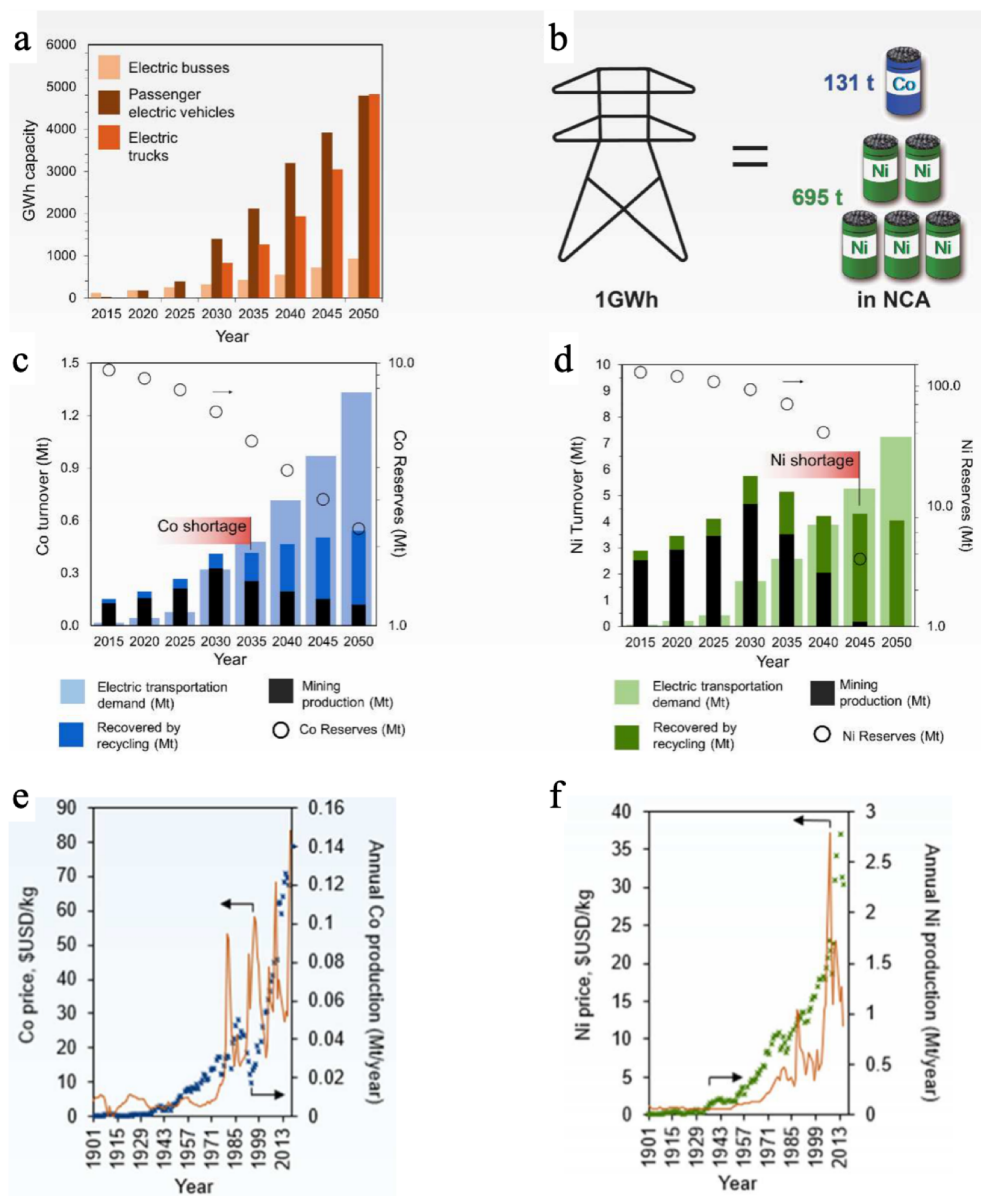 a
6000
5000
4000
3000
2000
1000
0
GWh capacity
Electric busses
Passenger
electric vehicles
Electric
trucks
2015 2020 2025 2030 2035 2040 2045 2050
Year
b
131 t
Co
=
Ni Ni
695 t
Ni Ni Ni
1GWh
in NCA
c
1.5
1.2
0.9
0.6
0.3
0.0
Co turnover (Mt)
10.0
1.0
Co Reserves (Mt)
Co shortage
2015 2020 2025 2030 2035 2040 2045 2050
Year
Electric transportation
demand (Mt)
Mining
production (Mt)
Recovered by
recycling (Mt)
Co Reserves (Mt)
d
10
9
8
7
6
5
4
3
2
1
0
Ni Turnover (Mt)
100.0
10.0
1.0
Ni Reserves (Mt)
Ni shortage
2015 2020 2025 2030 2035 2040 2045 2050
Year
Electric transportation
demand (Mt)
Mining
production (Mt)
Recovered by
recycling (Mt)
Ni Reserves (Mt)
e
90
80
70
60
50
40
30
20
10
0
Co price, $USD/kg
0.16
0.14
0.12
0.1
0.08
0.06
0.04
0.02
0
Annual Co production (Mt/year)
1901 1915 1929 1943 1957 1971 1985 1999 2013
Year
f
40
35
30
25
20
15
10
5
0
Ni price, $USD/kg
3
2.5
2
1.5
1
0.5
0
Annual Ni production (Mt/year)
1901 1915 1929 1943 1957 1971 1985 1999 2013
Year